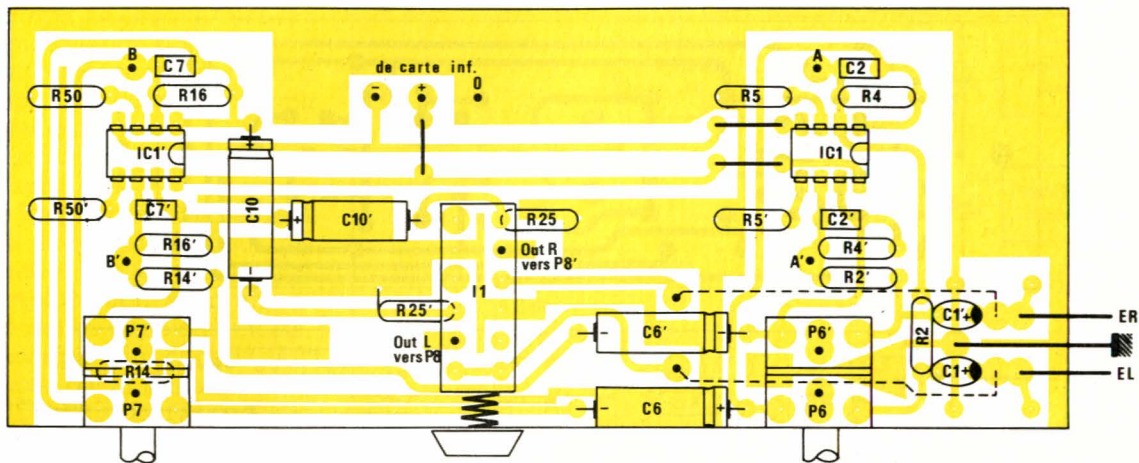 B
C7
de carte inf.
A
C2
R50
R16
-
+
0
R5
R4
IC1'
+
IC1
R50'
C7'
C10
+
C10'
R25
R5'
C2'
B'
R16'
Out R
vers P8'
A'
R4'
R14'
I1
R2'
R25'
P7'
Out L
vers P8
-
C6'
+
P6'
R2
C1'+
ER
R14
C1+
EL
P7
-
C6
+
P6